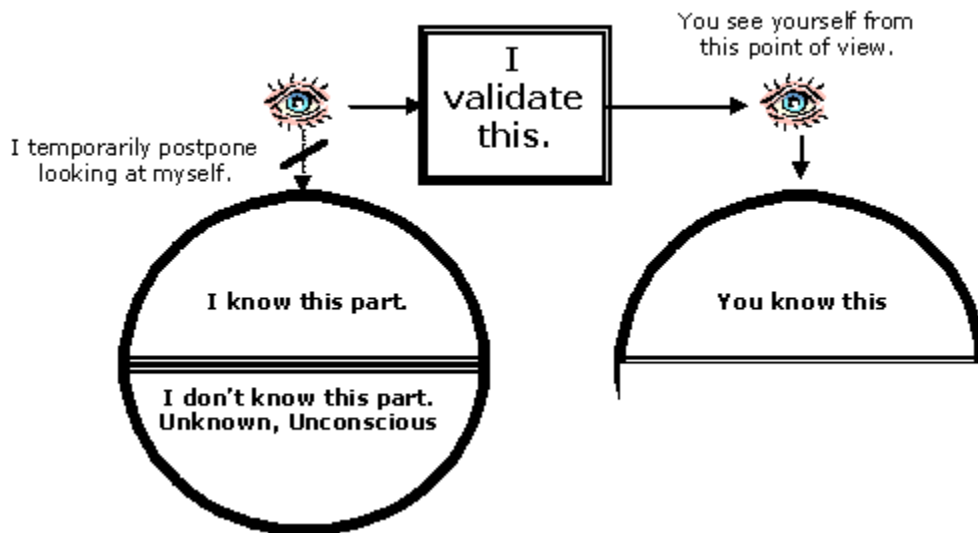 You see yourself from
this point of view.
I
validate
this.
I temporarily postpone
looking at myself.
I know this part.
You know this
I don't know this part.
Unknown, Unconscious